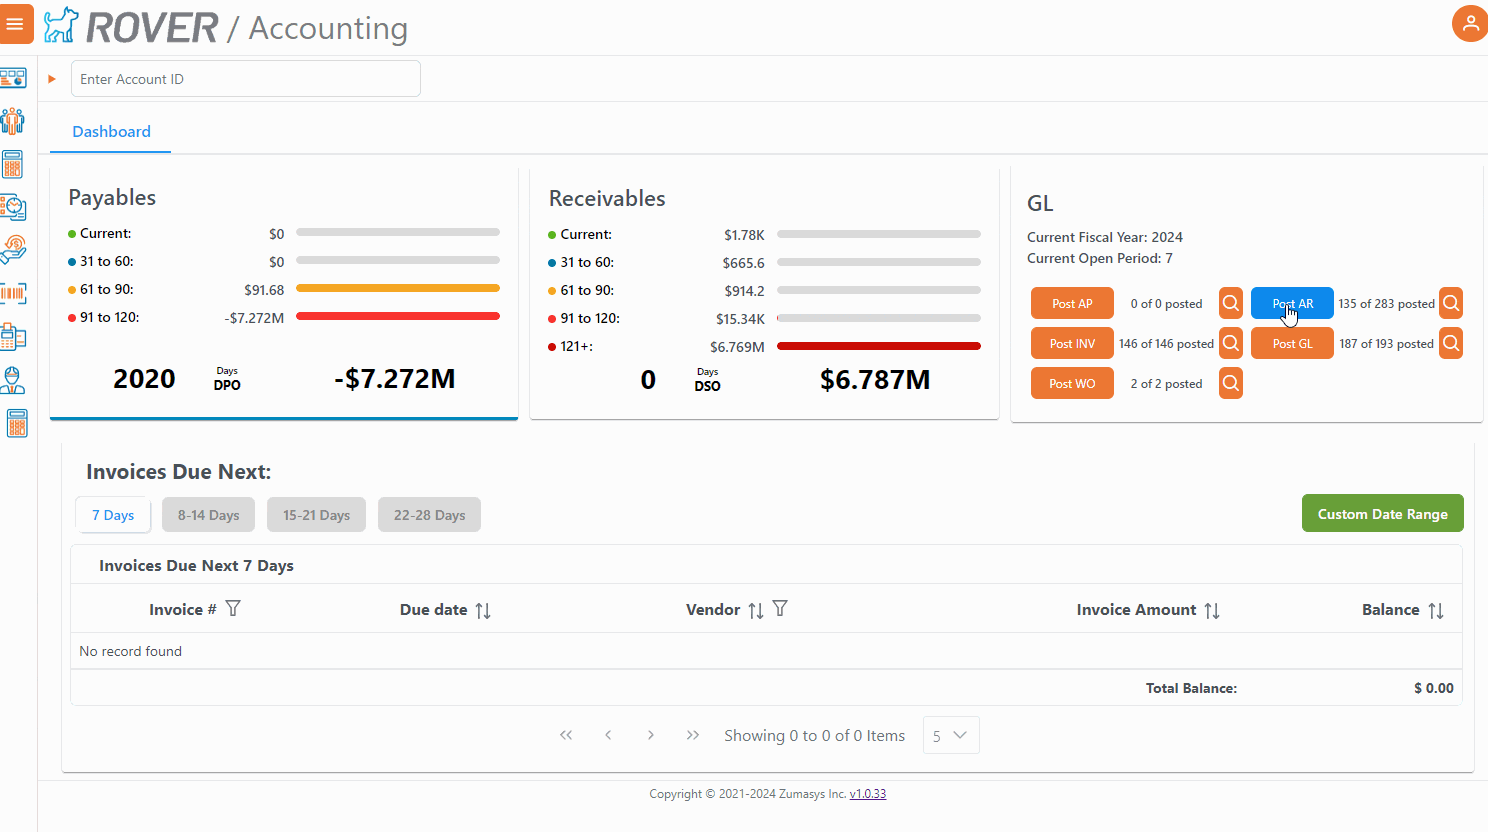 ROVER / Accounting
Enter Account ID
Dashboard
Payables
Current: $0
31 to 60: $0
61 to 90: $91.68
91 to 120: -$7.272M
2020 Days DPO -$7.272M
Receivables
Current: $1.78K
31 to 60: $665.6
61 to 90: $914.2
91 to 120: $15.34K
121+: $6.769M
0 Days DSO $6.787M
GL
Current Fiscal Year: 2024
Current Open Period: 7
Post AP 0 of 0 posted Post AR 135 of 283 posted
Post INV 146 of 146 posted Post GL 187 of 193 posted
Post WO 2 of 2 posted
Invoices Due Next:
7 Days 8-14 Days 15-21 Days 22-28 Days Custom Date Range
Invoices Due Next 7 Days
Invoice # Due date Vendor Invoice Amount Balance
No record found
Total Balance: $ 0.00
Showing 0 to 0 of 0 Items 5
Copyright © 2021-2024 Zumasys Inc. v1.0.33